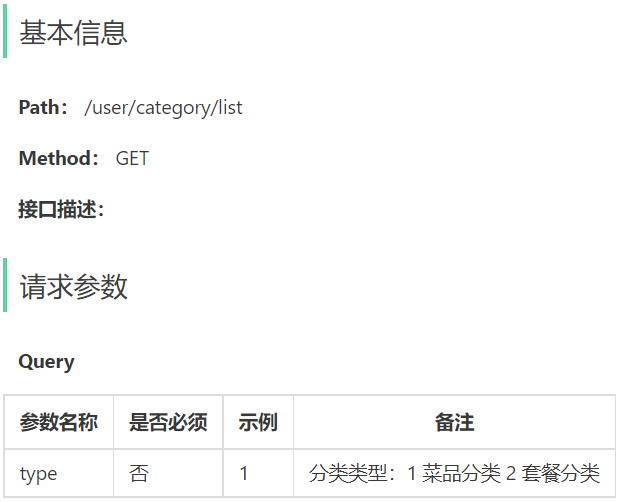 基本信息
Path： /user/category/list
Method： GET
接口描述：
请求参数
Query
参数名称 是否必须 示例 备注
type 否 1 分类类型：1 菜品分类 2 套餐分类